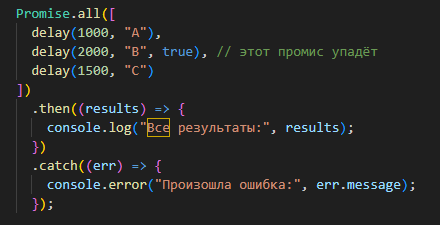 Promise.all([
  delay(1000, "A"),
  delay(2000, "B", true), // этот промис упадёт
  delay(1500, "C")
])
  .then((results) => {
    console.log("Все результаты:", results);
  })
  .catch((err) => {
    console.error("Произошла ошибка:", err.message);
  });